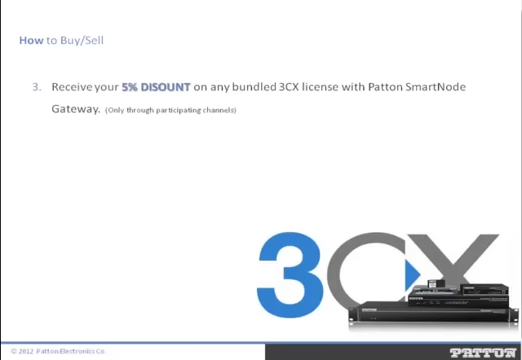 How to Buy/Sell
3. Receive your 5% DISOUNT on any bundled 3CX license with Patton SmartNode
Gateway. (Only through participating channels)
3CX
© 2012 Patton Electronics Co.
PATTON